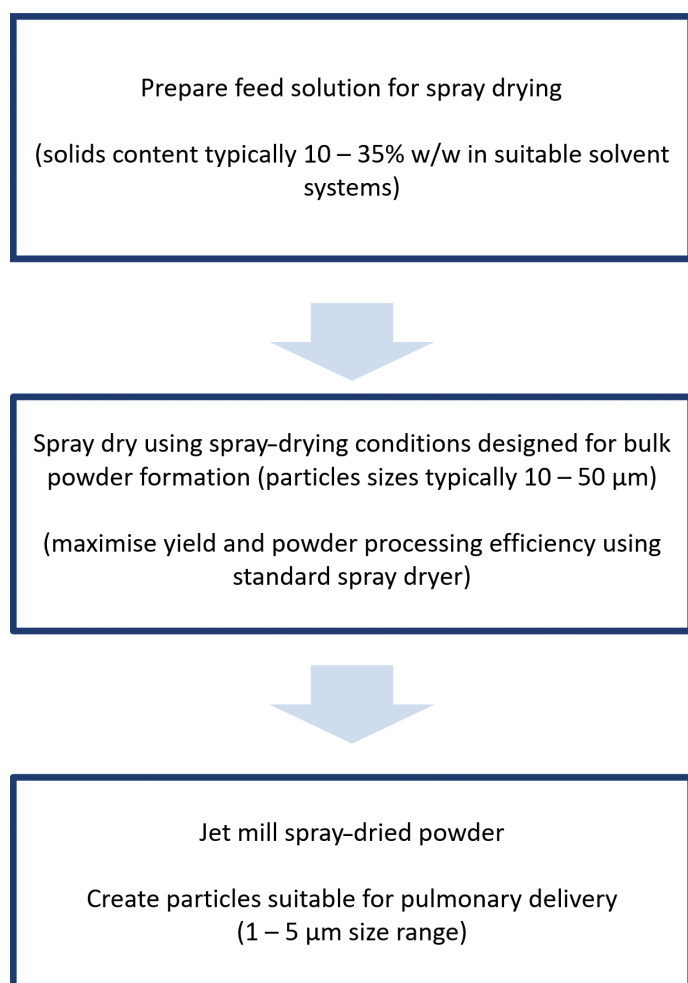 Prepare feed solution for spray drying
(solids content typically 10 – 35% w/w in suitable solvent
systems)
Spray dry using spray–drying conditions designed for bulk
powder formation (particles sizes typically 10 – 50 µm)
(maximise yield and powder processing efficiency using
standard spray dryer)
Jet mill spray–dried powder
Create particles suitable for pulmonary delivery
(1 – 5 µm size range)